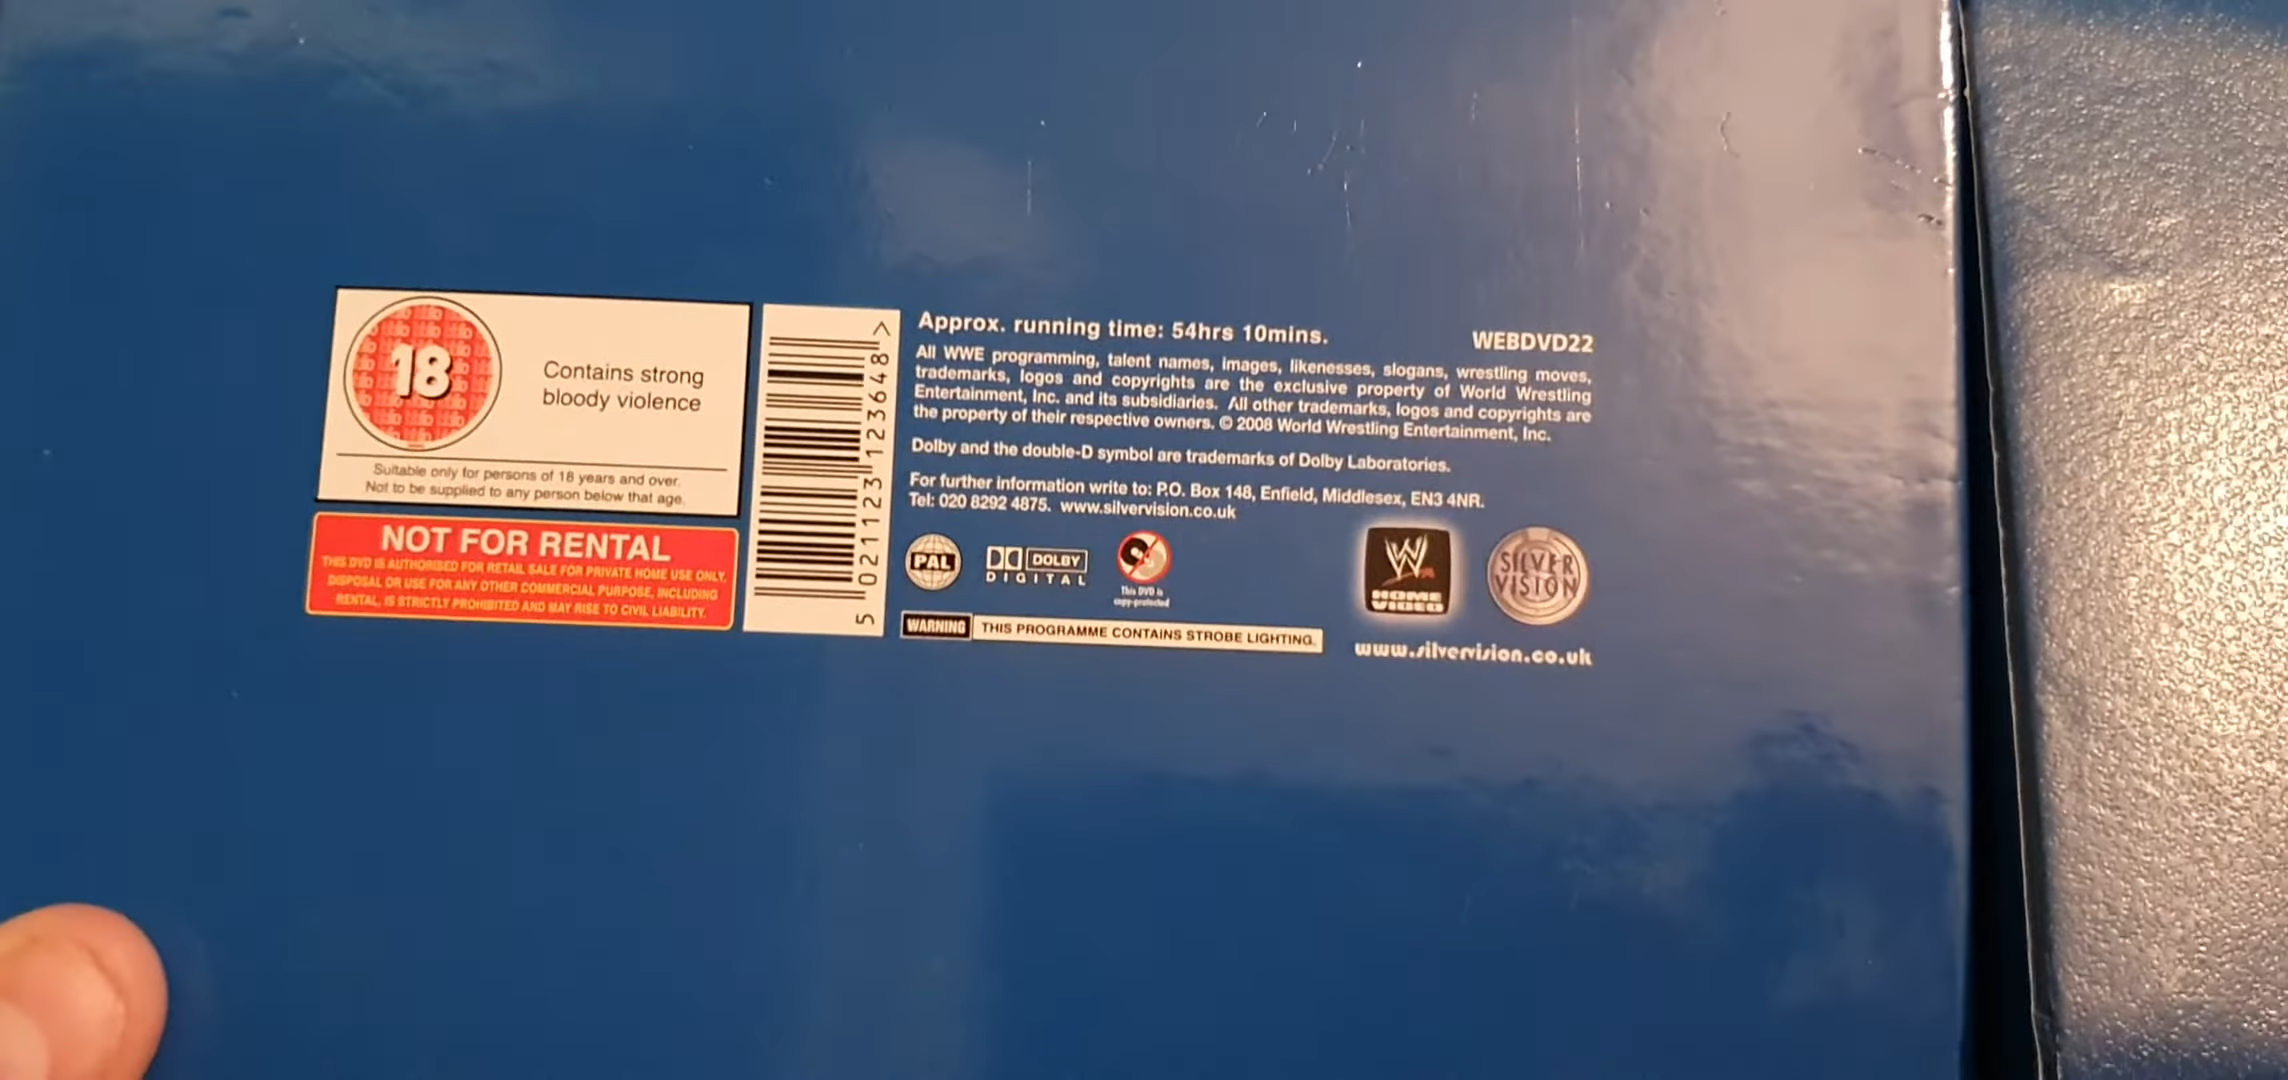 18
Contains strong
bloody violence
Suitable only for persons of 18 years and over.
Not to be supplied to any person below that age.
NOT FOR RENTAL
THIS DVD IS AUTHORISED FOR RETAIL SALE FOR PRIVATE HOME USE ONLY.
DISPOSAL OR USE FOR ANY OTHER COMMERCIAL PURPOSE, INCLUDING
RENTAL, IS STRICTLY PROHIBITED AND MAY RISE TO CIVIL LIABILITY.
5 021123 123648 >
Approx. running time: 54hrs 10mins.
WEBDVD22
All WWE programming, talent names, images, likenesses, slogans, wrestling moves,
trademarks, logos and copyrights are the exclusive property of World Wrestling
Entertainment, Inc. and its subsidiaries. All other trademarks, logos and copyrights are
the property of their respective owners. © 2008 World Wrestling Entertainment, Inc.
Dolby and the double-D symbol are trademarks of Dolby Laboratories.
For further information write to: P.O. Box 148, Enfield, Middlesex, EN3 4NR.
Tel: 020 8292 4875. www.silvervision.co.uk
PAL
DOLBY
DIGITAL
This DVD is
copy-protected
W
HOME
VIDEO
SILVER
VISION
WARNING THIS PROGRAMME CONTAINS STROBE LIGHTING.
www.silvervision.co.uk